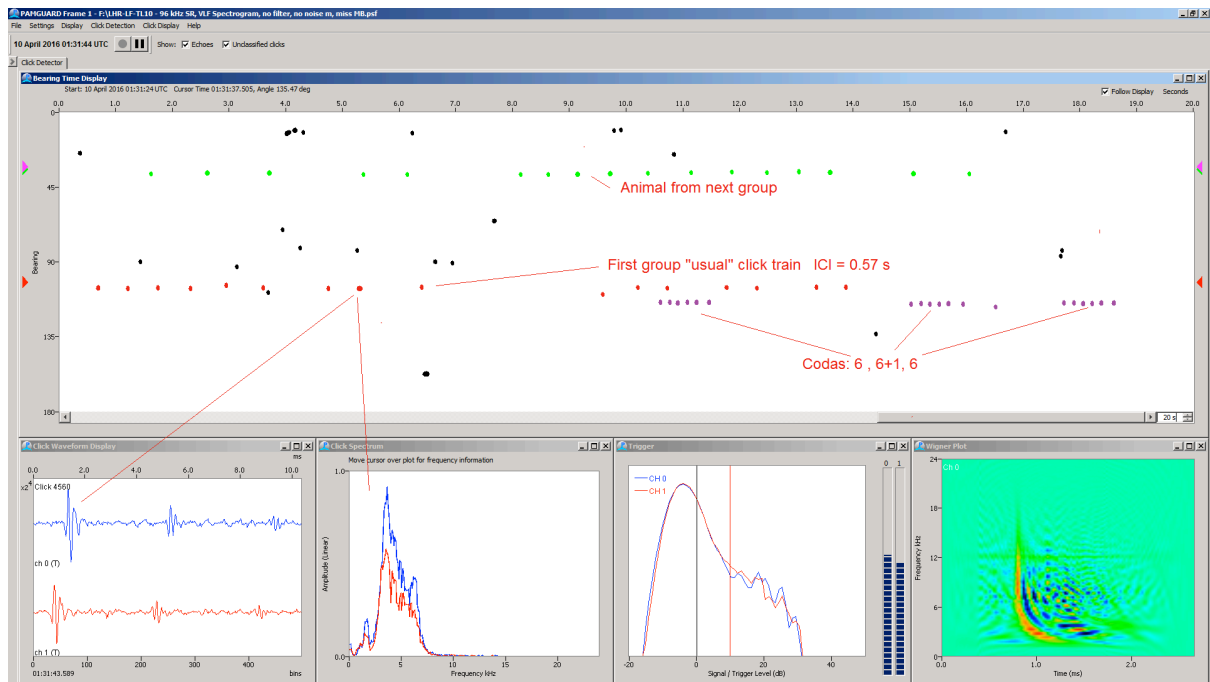 PAMGUARD Frame 1 - F:\LHR-LF-TL10 - 96 kHz SR, VLF Spectrogram, no filter, no noise m, miss MB.psf
File Settings Display Click Detection Click Display Help
10 April 2016 01:31:44 UTC Show: Echoes Unclassified clicks
Click Detector
Bearing Time Display
Start: 10 April 2016 01:31:24 UTC Cursor Time 01:31:37.505, Angle 135.47 deg Follow Display Seconds
0.0 1.0 2.0 3.0 4.0 5.0 6.0 7.0 8.0 9.0 10.0 11.0 12.0 13.0 14.0 15.0 16.0 17.0 18.0 19.0 20.0
0
45
Animal from next group
Bearing
90
First group "usual" click train ICI = 0.57 s
135
Codas: 6 , 6+1, 6
180
20 s
Click Waveform Display
ms
0.0 2.0 4.0 6.0 8.0 10.0
x2^4 Click 4560
ch 0 (T)
ch 1 (T)
0 100 200 300 400
01:31:43.589 bins
Click Spectrum
Move cursor over plot for frequency information
1.0
Amplitude (Linear)
0.0
0 5 10 15 20
Frequency kHz
Trigger
0 1
CH 0
CH 1
-20 0 20 40
Signal / Trigger Level (dB)
Wigner Plot
Ch 0
24
18
12
6
0
Frequency kHz
0.0 1.0 2.0
Time (ms)